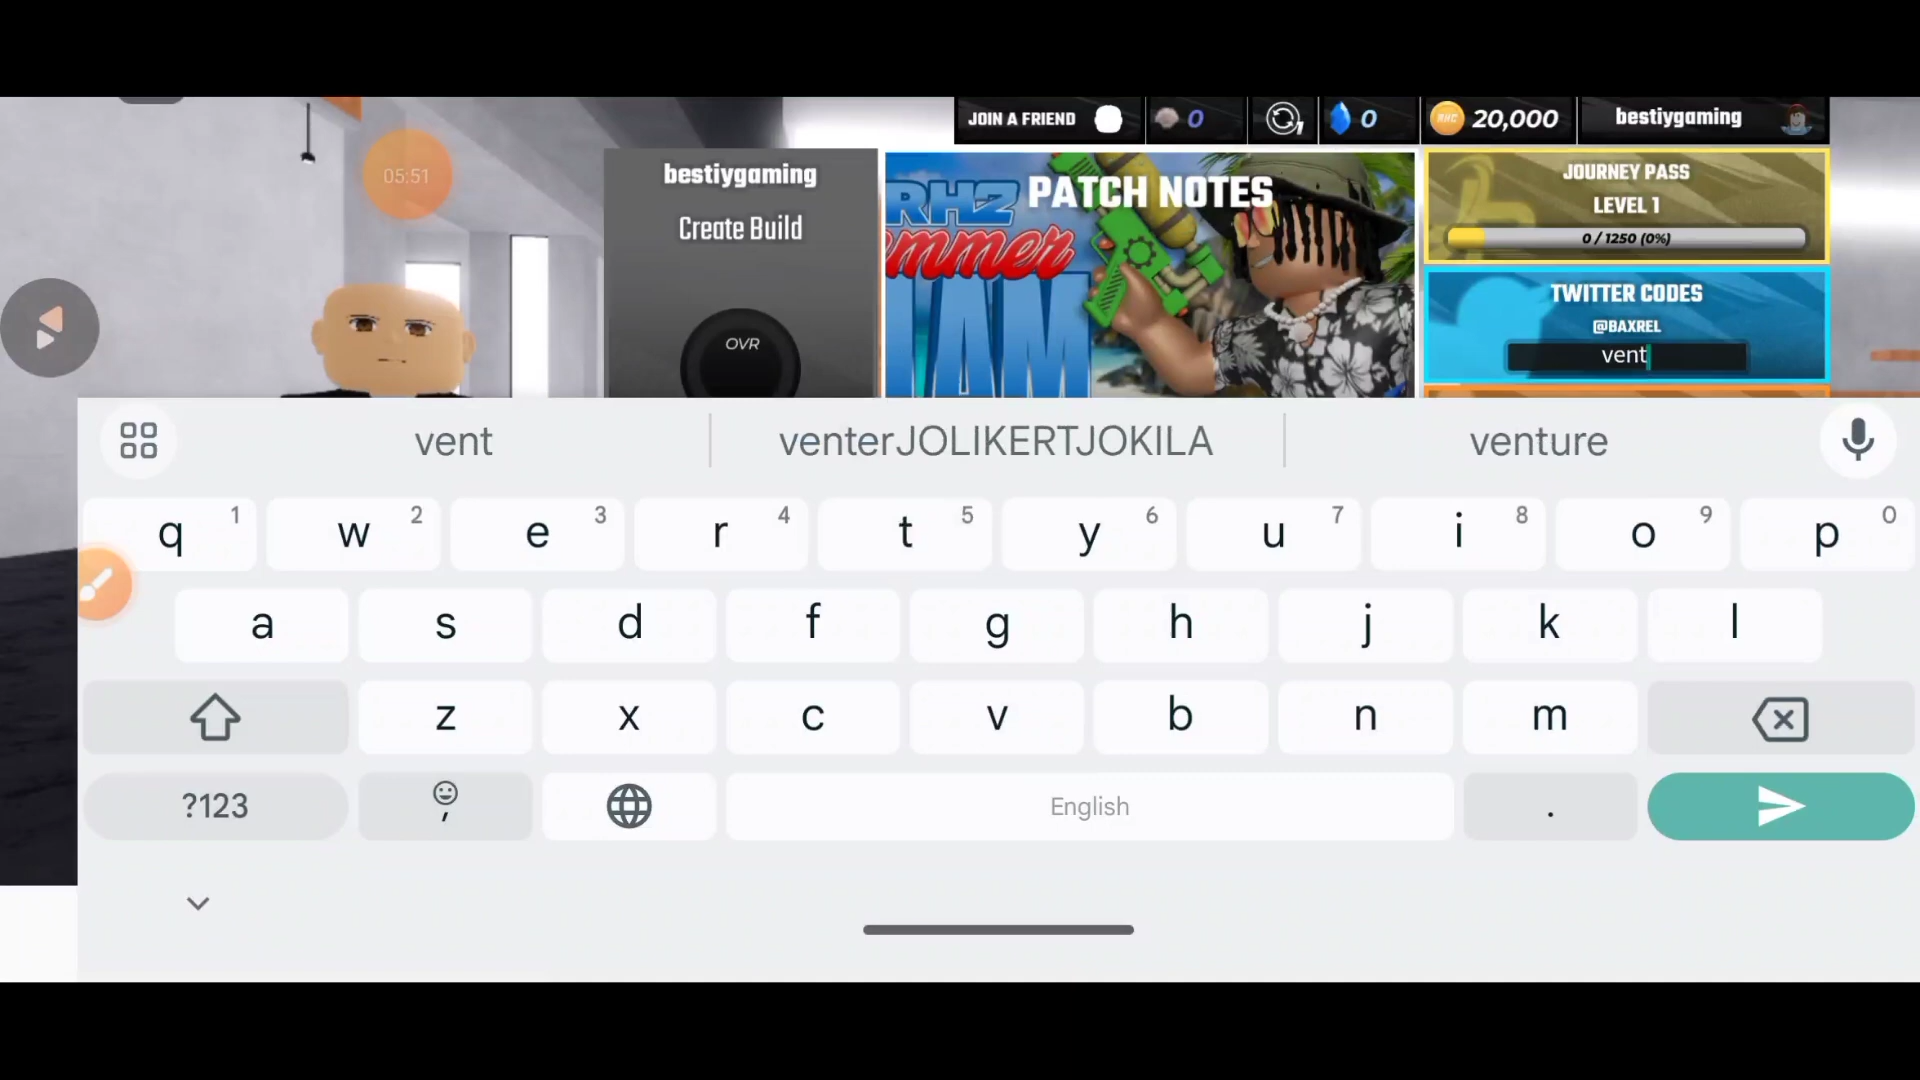 JOIN A FRIEND
0
1
0
RHC
20,000
bestiygaming
05:51
bestiygaming
Create Build
OVR
PATCH NOTES
RH2
JOURNEY PASS
LEVEL 1
0 / 1250 (0%)
TWITTER CODES
@BAXREL
vent
vent
venterJOLIKERTJOKILA
venture
q 1 w 2 e 3 r 4 t 5 y 6 u 7 i 8 o 9 p 0
a s d f g h j k l
z x c v b n m
?123 , English .